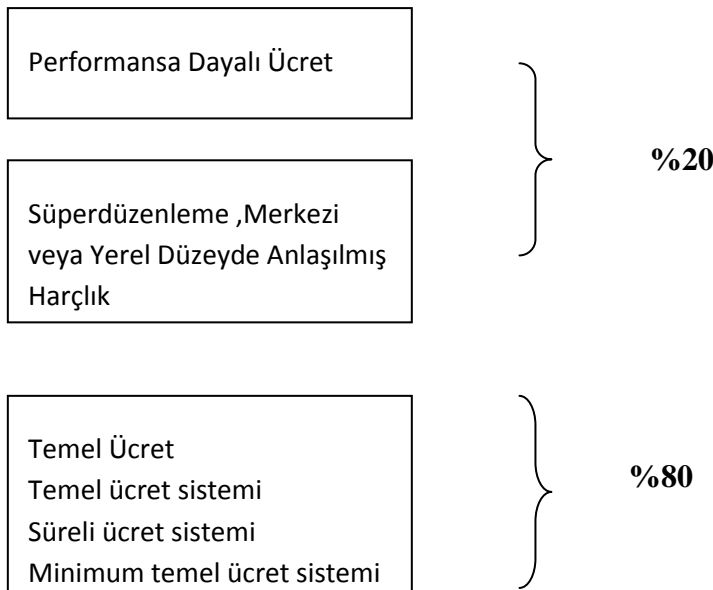 Performansa Dayalı Ücret
%20
Süperdüzenleme ,Merkezi
veya Yerel Düzeyde Anlaşılmış
Harçlık
Temel Ücret
Temel ücret sistemi
%80
Süreli ücret sistemi
Minimum temel ücret sistemi